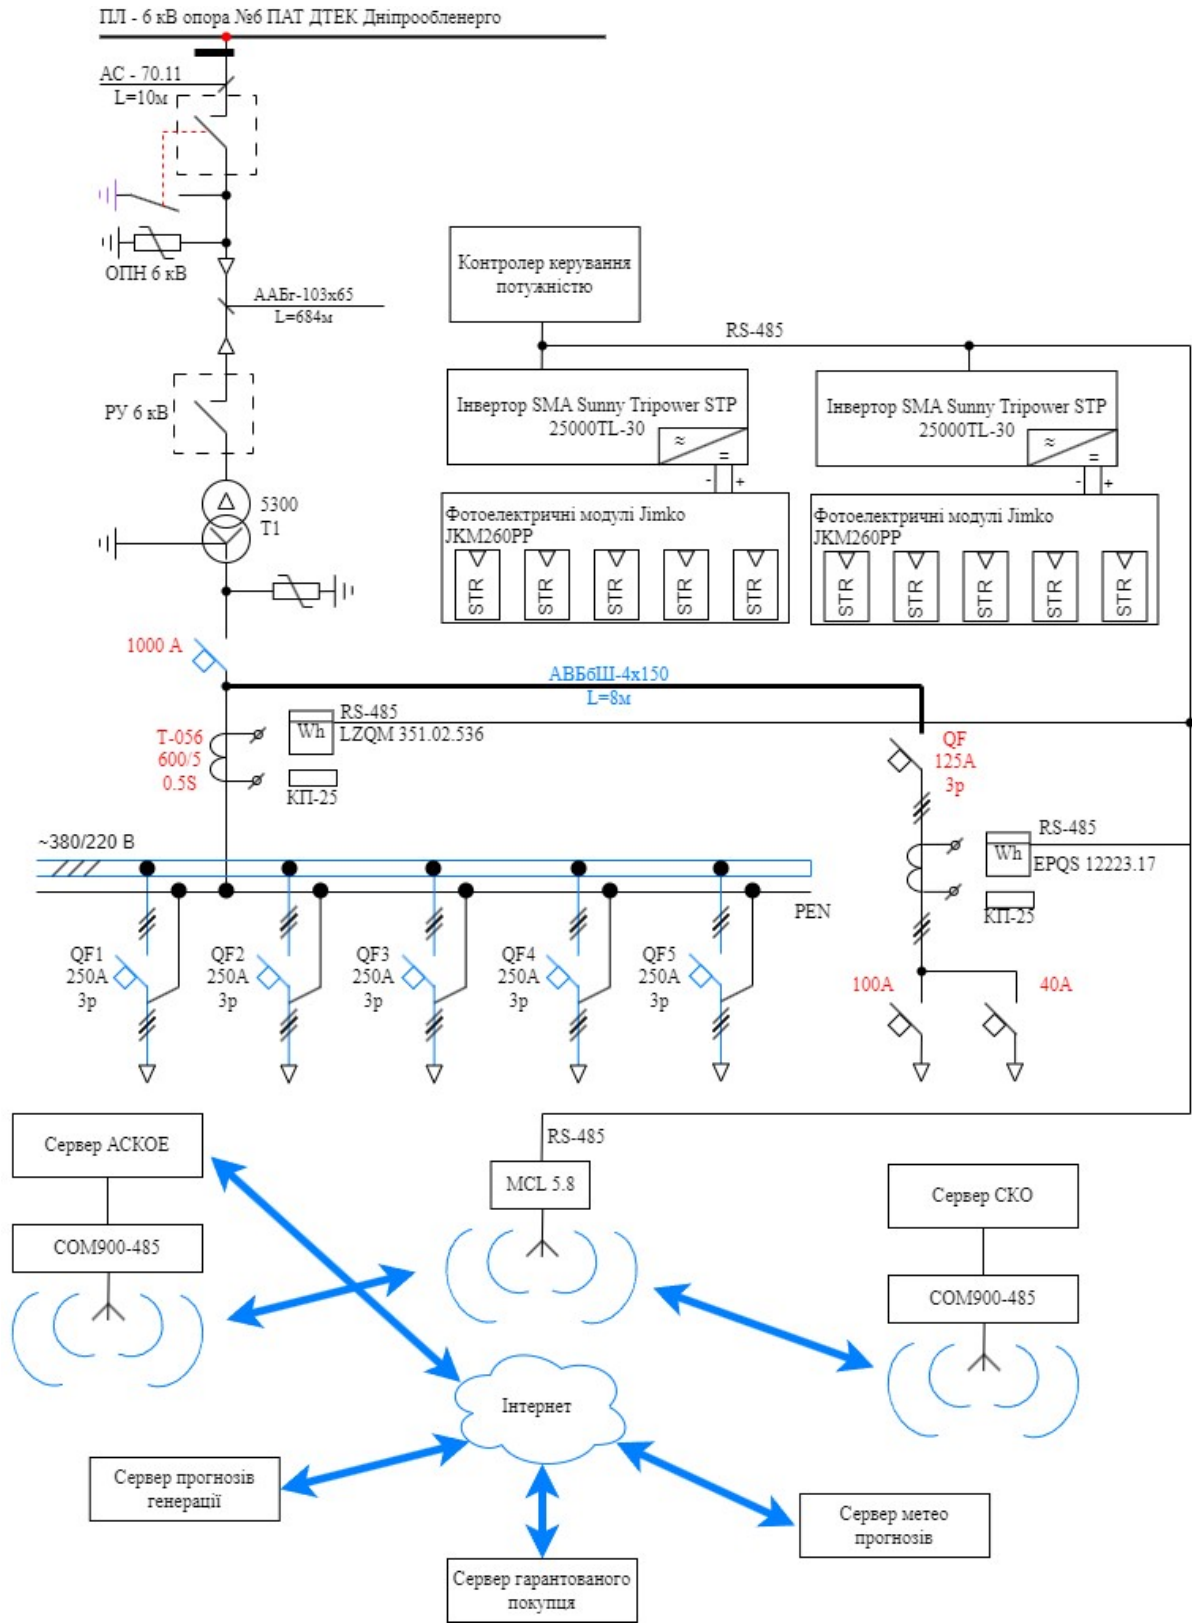 ПЛ - 6 кВ опора №6 ПАТ ДТЕК Дніпрообленерго
АС - 70.11
L=10м
ОПН 6 кВ
ААБг-103х65
L=684м
РУ 6 кВ
5300
Т1
Контролер керування
потужністю
RS-485
Інвертор SMA Sunny Tripower STP
25000TL-30
≈
=
- +
Фотоелектричні модулі Jimko
JKM260PP
STR
STR
STR
STR
STR
Інвертор SMA Sunny Tripower STP
25000TL-30
≈
=
- +
Фотоелектричні модулі Jimko
JKM260PP
STR
STR
STR
STR
STR
1000 А
АВБбШ-4х150
L=8м
Т-056
600/5
0.5S
RS-485
Wh
LZQM 351.02.536
КП-25
QF
125А
3р
RS-485
Wh
EPQS 12223.17
КП-25
~380/220 В
PEN
QF1
250А
3р
QF2
250А
3р
QF3
250А
3р
QF4
250А
3р
QF5
250А
3р
100А
40А
Сервер АСКОЕ
COM900-485
RS-485
MCL 5.8
Сервер СКО
COM900-485
Інтернет
Сервер прогнозів
генерації
Сервер метео
прогнозів
Сервер гарантованого
покупця